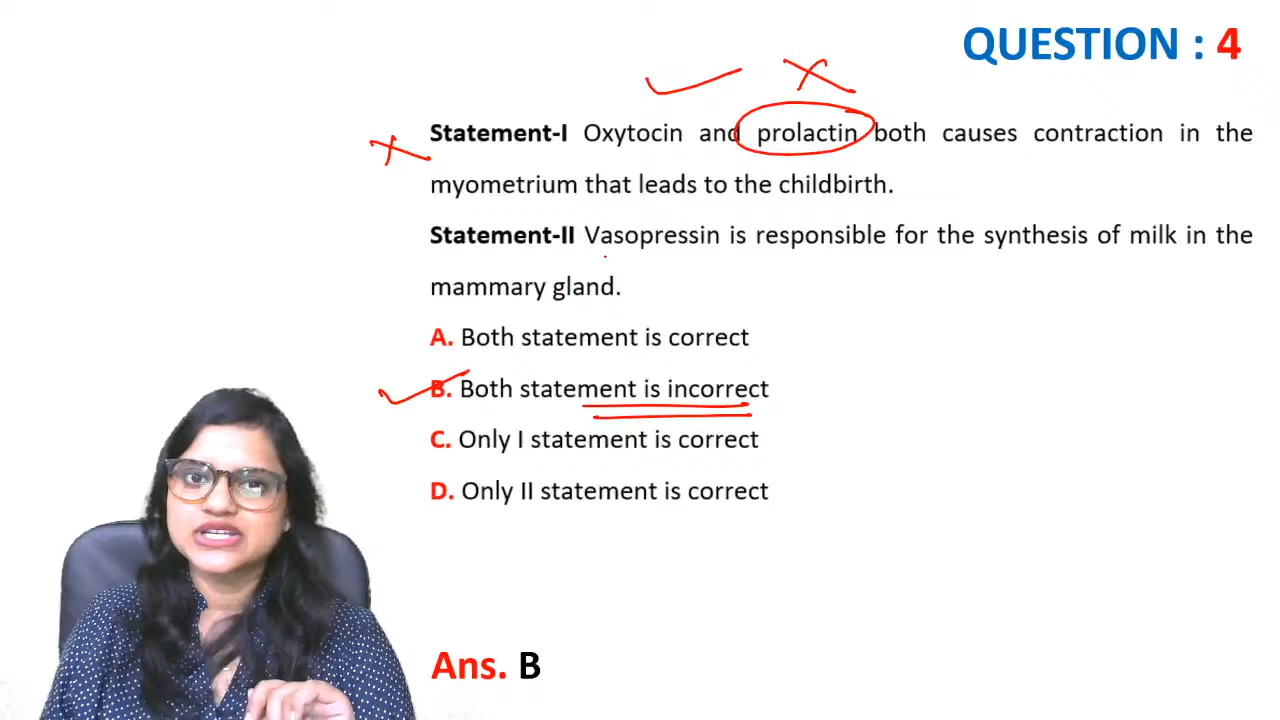 QUESTION : 4
Statement-I Oxytocin and prolactin both causes contraction in the
myometrium that leads to the childbirth.
Statement-II Vasopressin is responsible for the synthesis of milk in the
mammary gland.
A. Both statement is correct
B. Both statement is incorrect
C. Only I statement is correct
D. Only II statement is correct
Ans. B